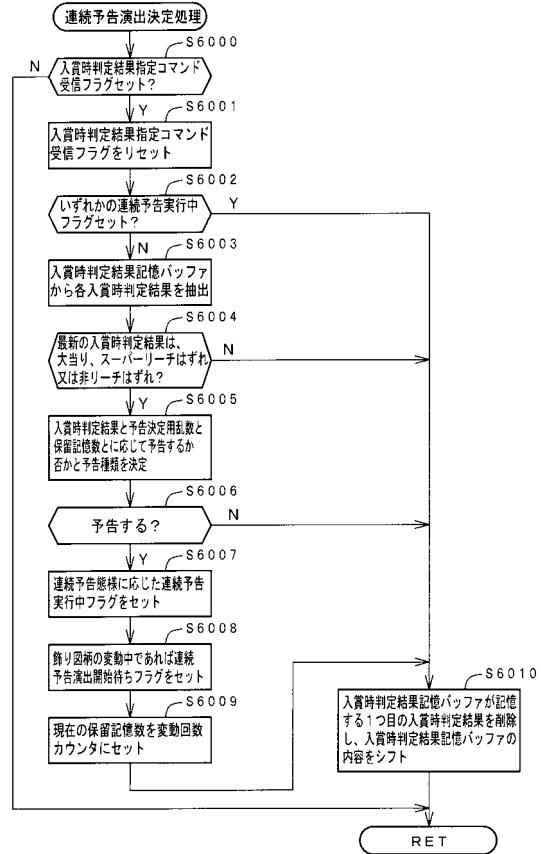 連続予告演出決定処理
S6000
N
入賞時判定結果指定コマンド
受信フラグセット?
Y
S6001
入賞時判定結果指定コマンド
受信フラグをリセット
S6002
いずれかの連続予告実行中
フラグセット?
Y
N
S6003
入賞時判定結果記憶バッファ
から各入賞時判定結果を抽出
S6004
最新の入賞時判定結果は、
大当り、スーパーリーチはずれ
又は非リーチはずれ?
N
Y
S6005
入賞時判定結果と予告決定用乱数と
保留記憶数とに応じて予告するか
否かと予告種類を決定
S6006
予告する?
N
Y
S6007
連続予告態様に応じた連続予告
実行中フラグをセット
S6008
飾り図柄の変動中であれば連続
予告演出開始待ちフラグをセット
S6009
現在の保留記憶数を変動回数
カウンタにセット
S6010
入賞時判定結果記憶バッファが記憶
する1つ目の入賞時判定結果を削除
し、入賞時判定結果記憶バッファの
内容をシフト
RET